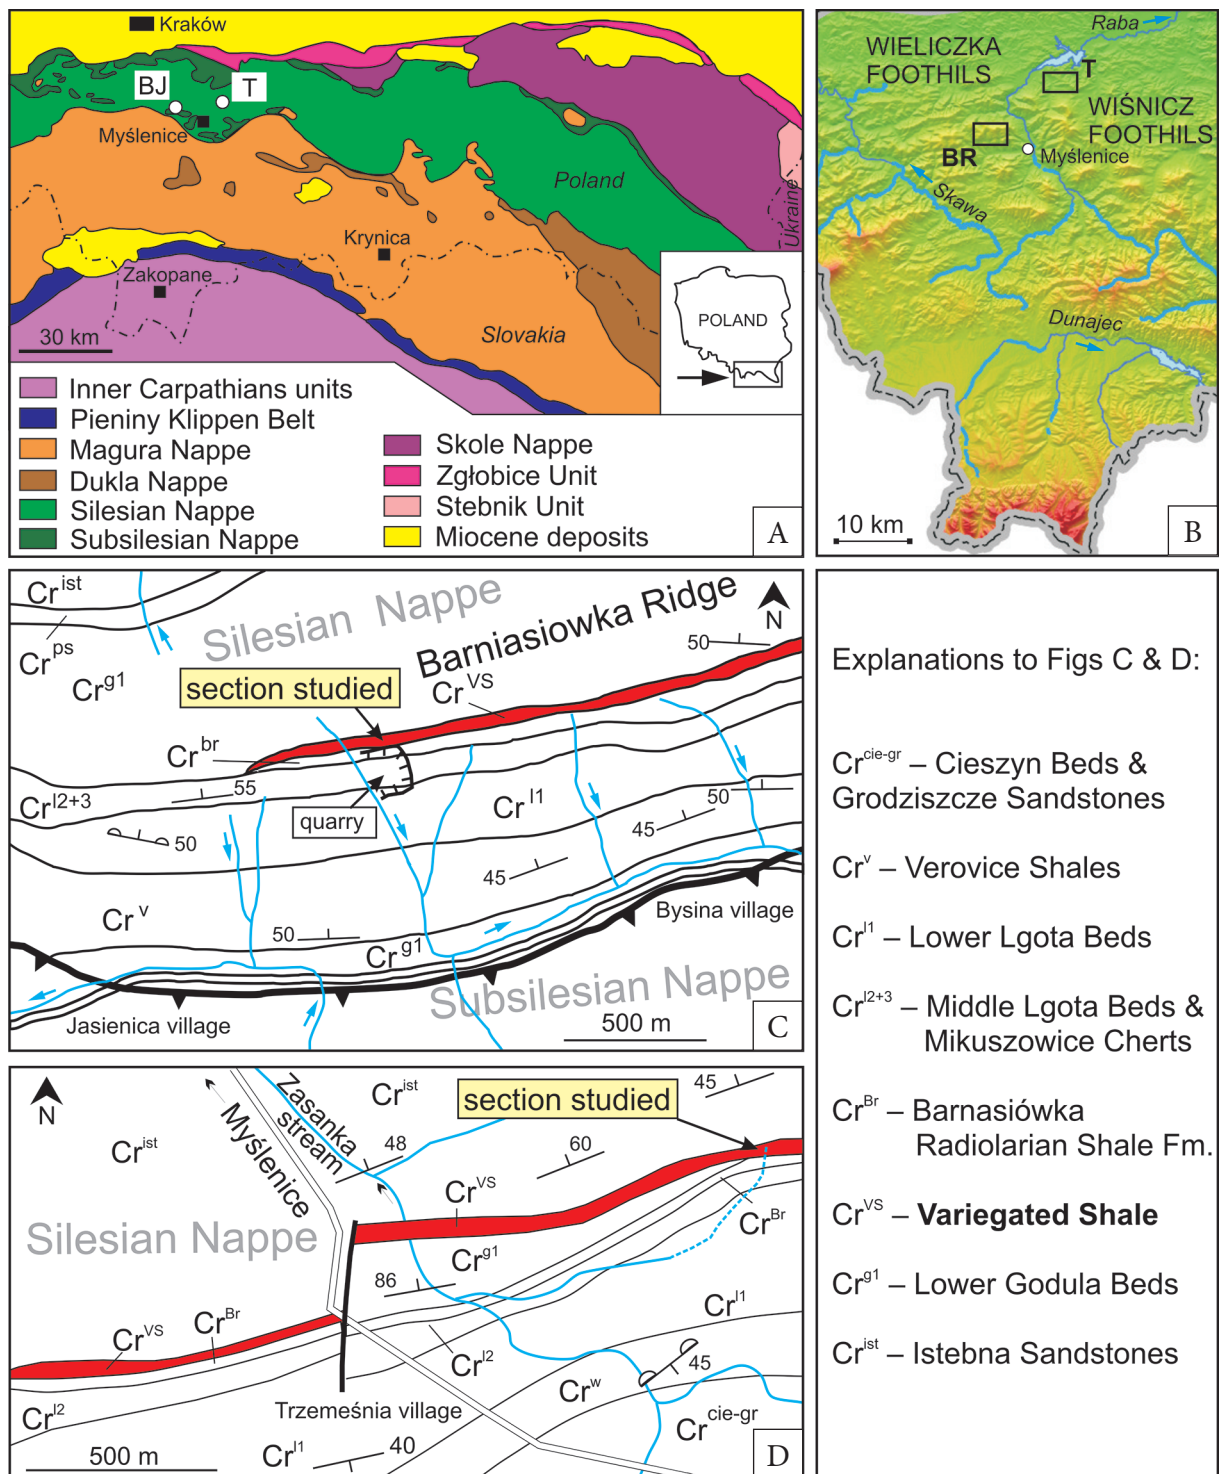 Kraków
BJ
T
Myślenice
Poland
Ukraine
Krynica
Zakopane
Slovakia
30 km
POLAND
Inner Carpathians units
Pieniny Klippen Belt
Magura Nappe
Dukla Nappe
Silesian Nappe
Subsilesian Nappe
Skole Nappe
Zgłobice Unit
Stebnik Unit
Miocene deposits
A
Raba
WIELICZKA
FOOTHILS
T
WIŚNICZ
FOOTHILS
BR
Myślenice
Skawa
Dunajec
10 km
B
Cr^ist
Silesian Nappe
Barniasiowka Ridge
N
50
Cr^ps
Cr^g1
section studied
Cr^VS
Cr^br
Cr^l2+3
55
quarry
Cr^l1
50
50
45
45
Cr^v
50
Cr^g1
Bysina village
Subsilesian Nappe
Jasienica village
500 m
C
N
Cr^ist
Zasanka
stream
Cr^ist
45
section studied
Myślenice
48
60
Cr^VS
Cr^Br
Silesian Nappe
Cr^g1
86
Cr^VS
Cr^Br
Cr^l1
Cr^l2
45
Cr^w
Trzemeśnia village
Cr^l2
Cr^cie-gr
500 m
Cr^l1
40
D
Explanations to Figs C & D:
Cr^cie-gr – Cieszyn Beds &
Grodziszcze Sandstones
Cr^v – Verovice Shales
Cr^l1 – Lower Lgota Beds
Cr^l2+3 – Middle Lgota Beds &
Mikuszowice Cherts
Cr^Br – Barnasiówka
Radiolarian Shale Fm.
Cr^VS – Variegated Shale
Cr^g1 – Lower Godula Beds
Cr^ist – Istebna Sandstones